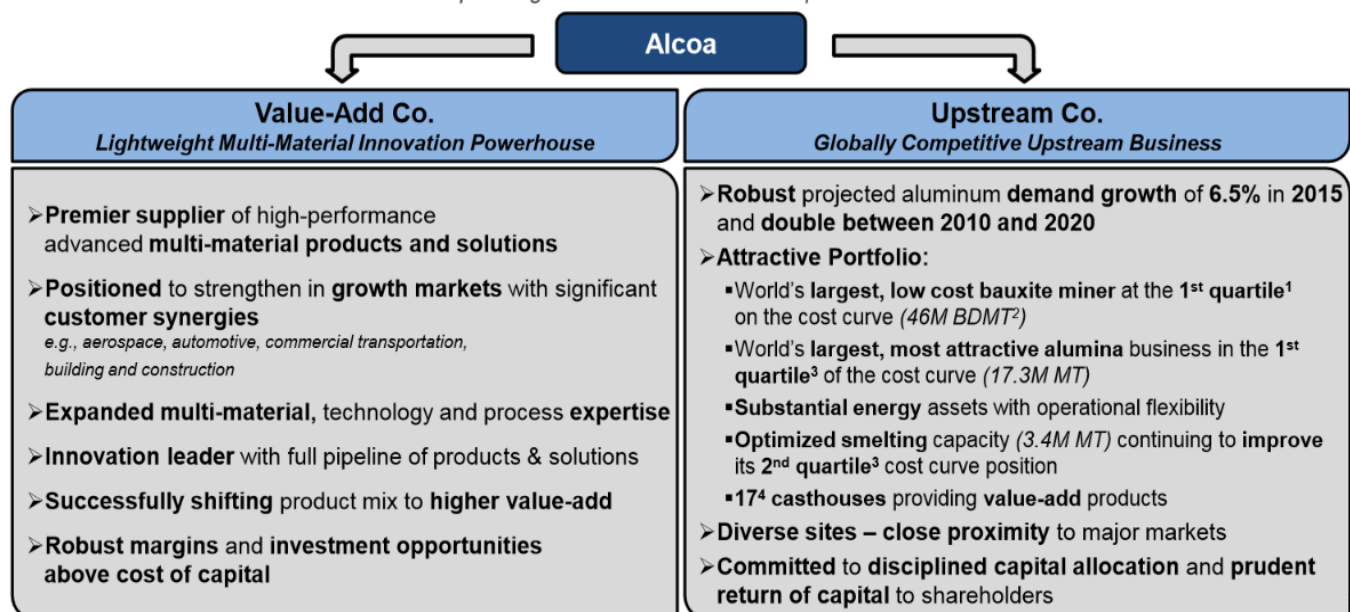 Alcoa
Value-Add Co.
Lightweight Multi-Material Innovation Powerhouse
➢Premier supplier of high-performance
advanced multi-material products and solutions
➢Positioned to strengthen in growth markets with significant
customer synergies
e.g., aerospace, automotive, commercial transportation,
building and construction
➢Expanded multi-material, technology and process expertise
➢Innovation leader with full pipeline of products & solutions
➢Successfully shifting product mix to higher value-add
➢Robust margins and investment opportunities
above cost of capital
Upstream Co.
Globally Competitive Upstream Business
➢Robust projected aluminum demand growth of 6.5% in 2015
and double between 2010 and 2020
➢Attractive Portfolio:
▪World's largest, low cost bauxite miner at the 1st quartile¹
on the cost curve (46M BDMT²)
▪World's largest, most attractive alumina business in the 1st
quartile³ of the cost curve (17.3M MT)
▪Substantial energy assets with operational flexibility
▪Optimized smelting capacity (3.4M MT) continuing to improve
its 2nd quartile³ cost curve position
▪17⁴ casthouses providing value-add products
➢Diverse sites – close proximity to major markets
➢Committed to disciplined capital allocation and prudent
return of capital to shareholders